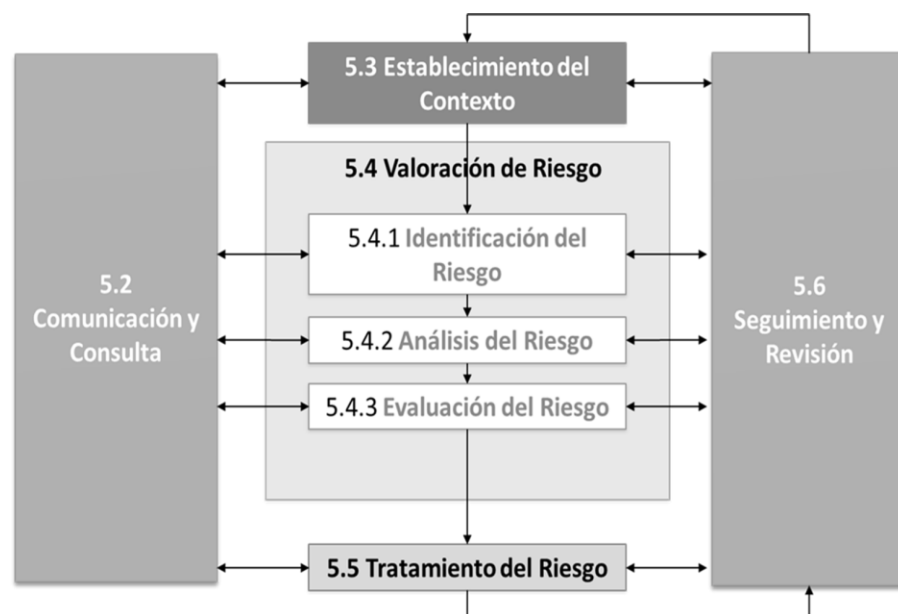 5.3 Establecimiento del
Contexto
5.4 Valoración de Riesgo
5.4.1 Identificación del
Riesgo
5.4.2 Análisis del Riesgo
5.4.3 Evaluación del Riesgo
5.5 Tratamiento del Riesgo
5.2
Comunicación y
Consulta
5.6
Seguimiento y
Revisión